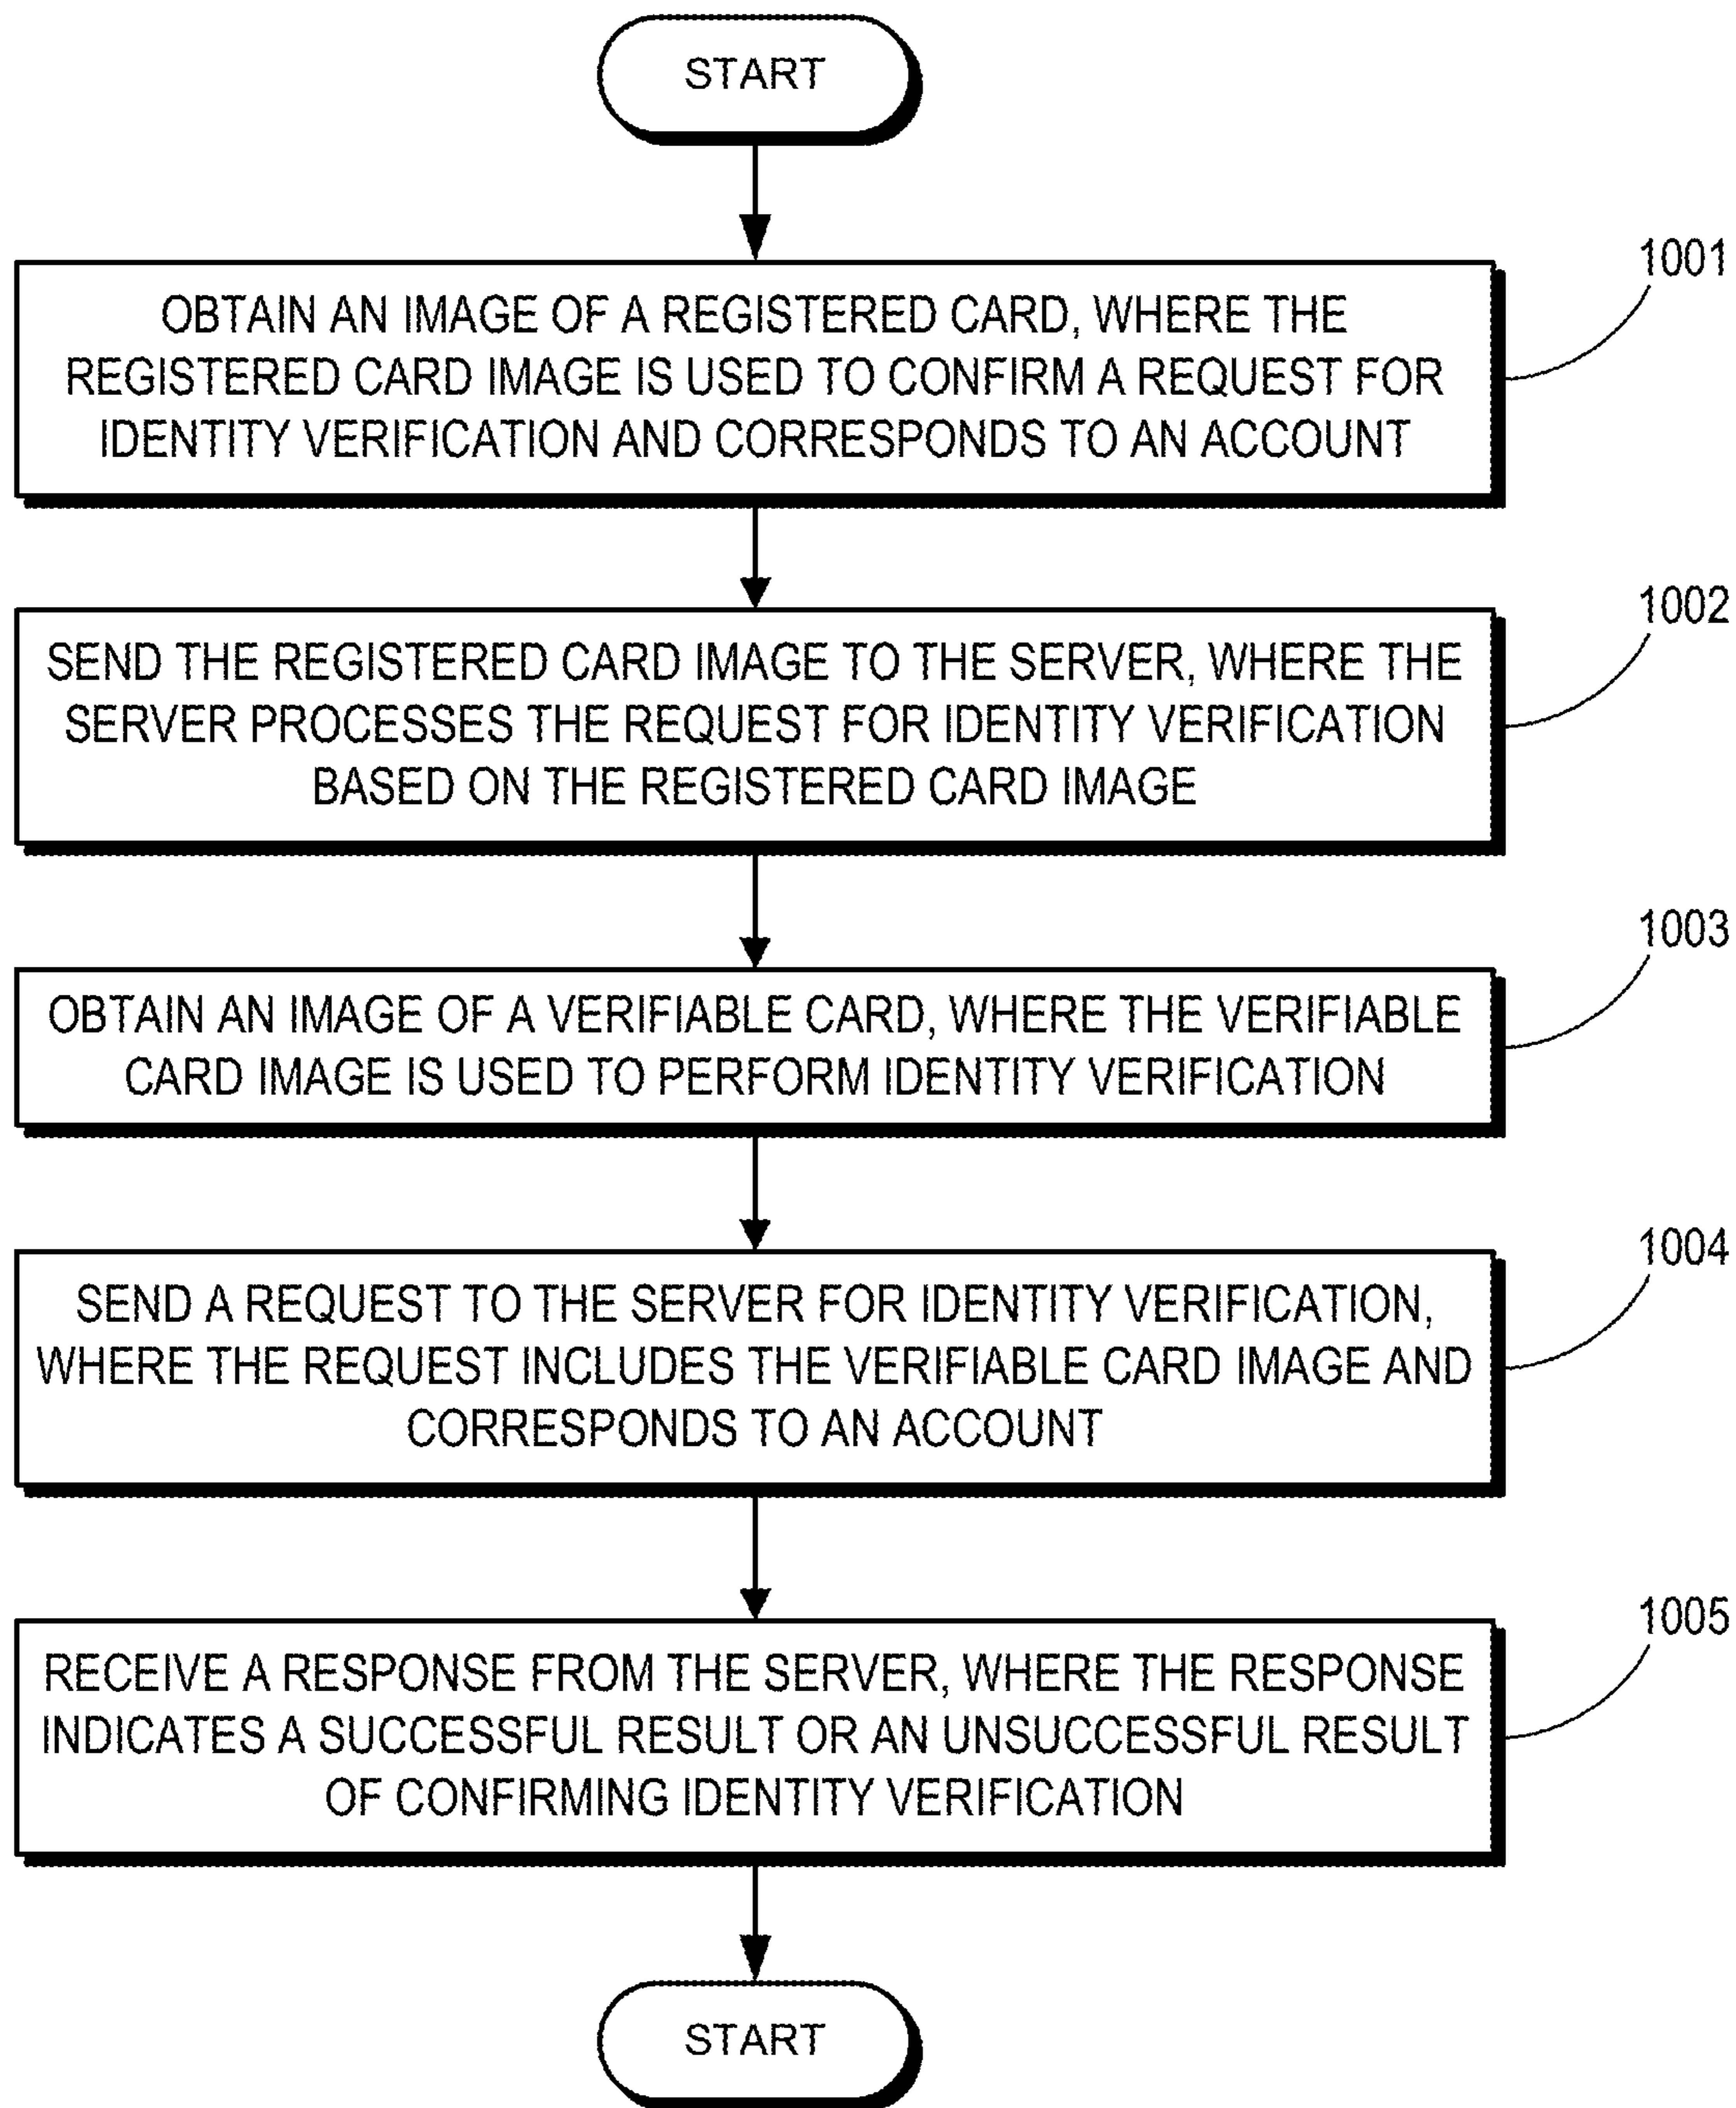 START
1001
OBTAIN AN IMAGE OF A REGISTERED CARD, WHERE THE
REGISTERED CARD IMAGE IS USED TO CONFIRM A REQUEST FOR
IDENTITY VERIFICATION AND CORRESPONDS TO AN ACCOUNT
1002
SEND THE REGISTERED CARD IMAGE TO THE SERVER, WHERE THE
SERVER PROCESSES THE REQUEST FOR IDENTITY VERIFICATION
BASED ON THE REGISTERED CARD IMAGE
1003
OBTAIN AN IMAGE OF A VERIFIABLE CARD, WHERE THE VERIFIABLE
CARD IMAGE IS USED TO PERFORM IDENTITY VERIFICATION
1004
SEND A REQUEST TO THE SERVER FOR IDENTITY VERIFICATION,
WHERE THE REQUEST INCLUDES THE VERIFIABLE CARD IMAGE AND
CORRESPONDS TO AN ACCOUNT
1005
RECEIVE A RESPONSE FROM THE SERVER, WHERE THE RESPONSE
INDICATES A SUCCESSFUL RESULT OR AN UNSUCCESSFUL RESULT
OF CONFIRMING IDENTITY VERIFICATION
START